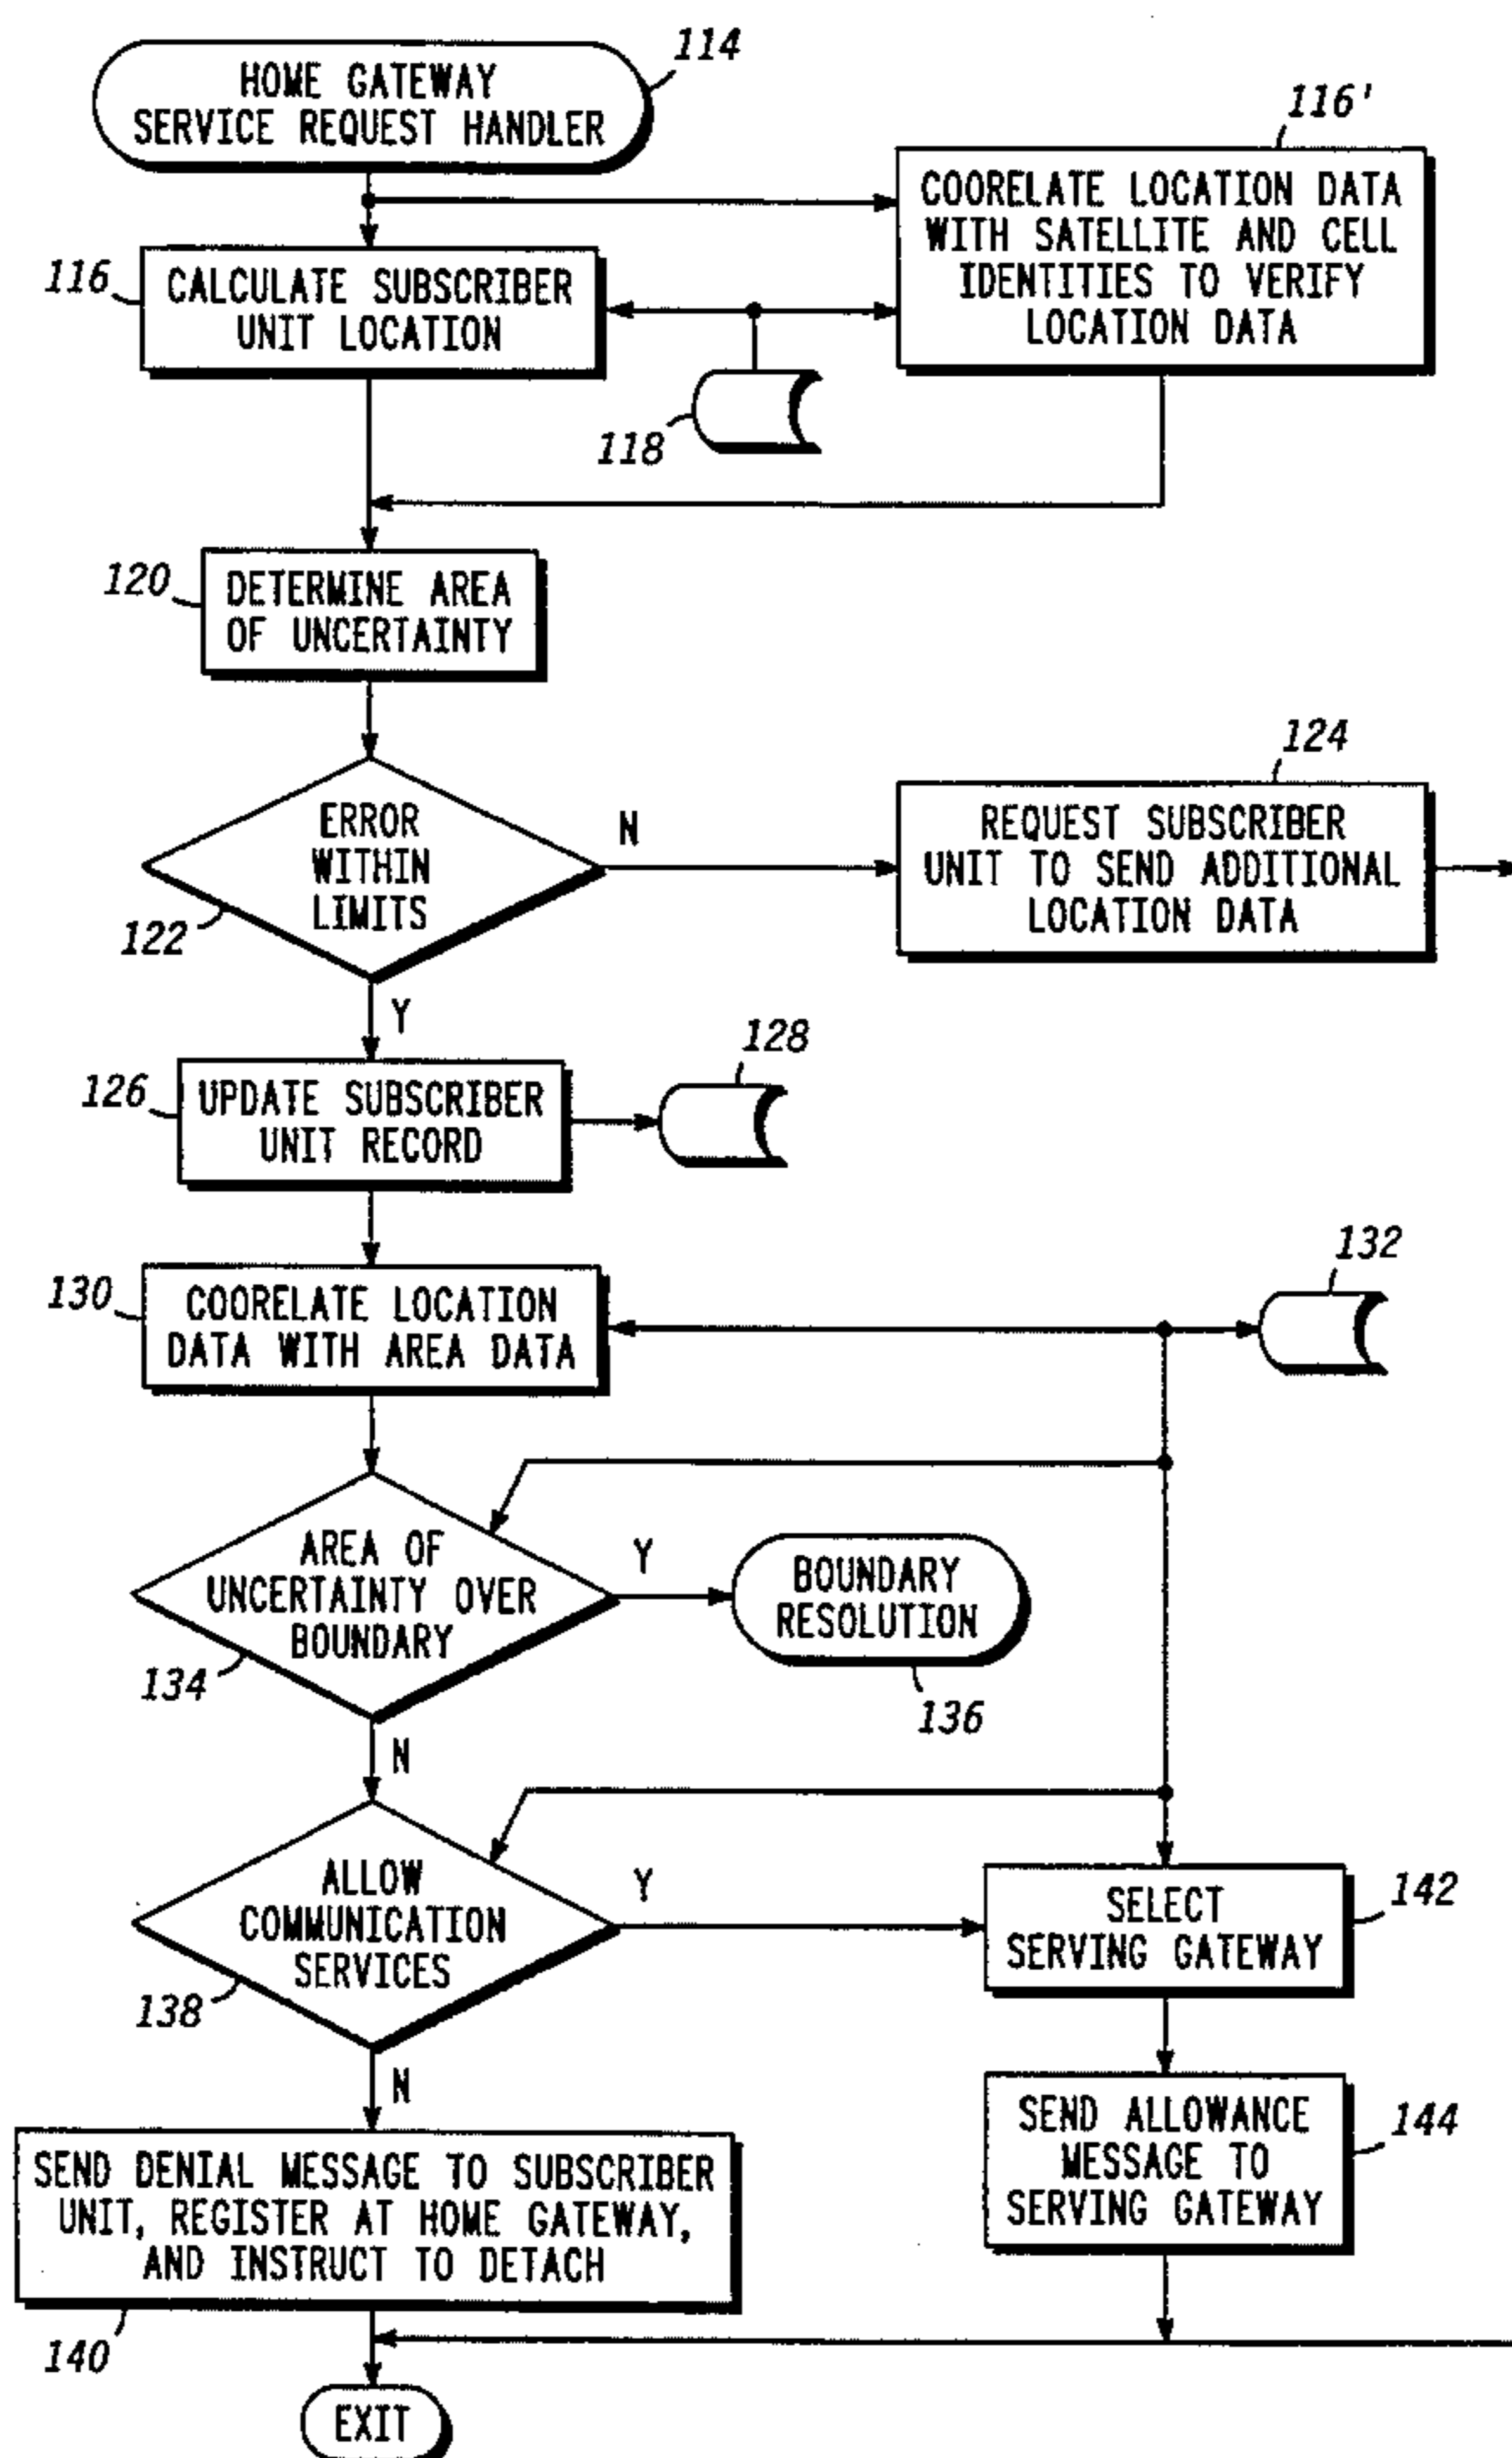 114
HOME GATEWAY
SERVICE REQUEST HANDLER
116'
COORELATE LOCATION DATA
WITH SATELLITE AND CELL
IDENTITIES TO VERIFY
LOCATION DATA
116
CALCULATE SUBSCRIBER
UNIT LOCATION
118
120
DETERMINE AREA
OF UNCERTAINTY
124
ERROR
WITHIN
LIMITS
N
REQUEST SUBSCRIBER
UNIT TO SEND ADDITIONAL
LOCATION DATA
122
Y
128
126
UPDATE SUBSCRIBER
UNIT RECORD
132
130
COORELATE LOCATION
DATA WITH AREA DATA
AREA OF
UNCERTAINTY OVER
BOUNDARY
Y
BOUNDARY
RESOLUTION
134
136
N
ALLOW
COMMUNICATION
SERVICES
Y
SELECT
SERVING GATEWAY
142
138
N
SEND ALLOWANCE
MESSAGE TO
SERVING GATEWAY
144
SEND DENIAL MESSAGE TO SUBSCRIBER
UNIT, REGISTER AT HOME GATEWAY,
AND INSTRUCT TO DETACH
140
EXIT